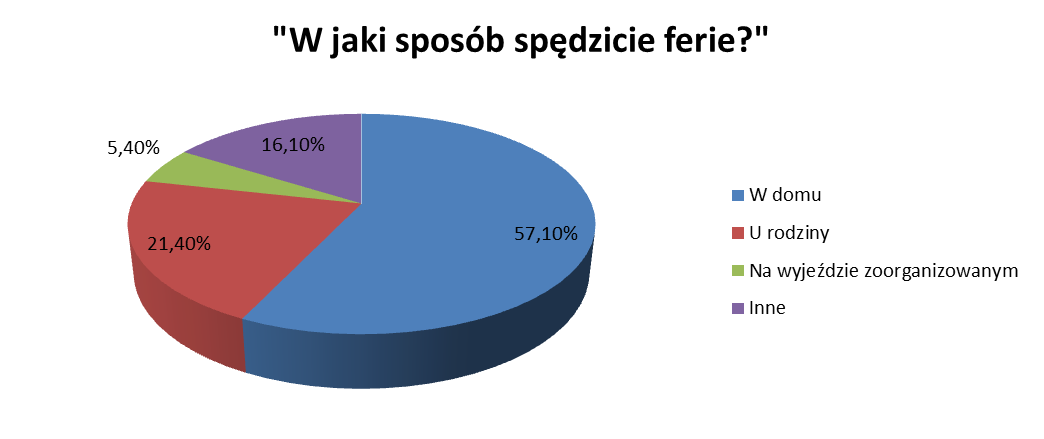 "W jaki sposób spędzicie ferie?"
5,40%
16,10%
21,40%
57,10%
W domu
U rodziny
Na wyjeździe zoorganizowanym
Inne